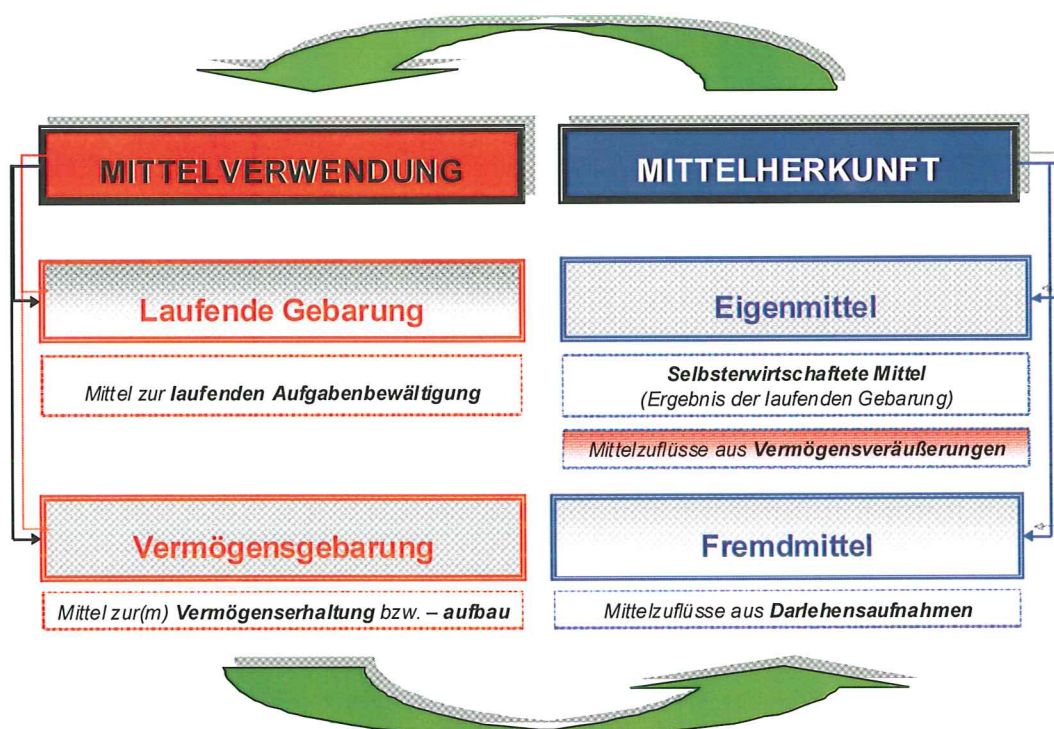 MITTELVERWENDUNG
MITTELHERKUNFT
Laufende Gebarung
Eigenmittel
Mittel zur laufenden Aufgabenbewältigung
Selbsterwirtschaftete Mittel
(Ergebnis der laufenden Gebarung)
Mittelzuflüsse aus Vermögensveräußerungen
Vermögensgebarung
Fremdmittel
Mittel zur(m) Vermögenserhaltung bzw. – aufbau
Mittelzuflüsse aus Darlehensaufnahmen